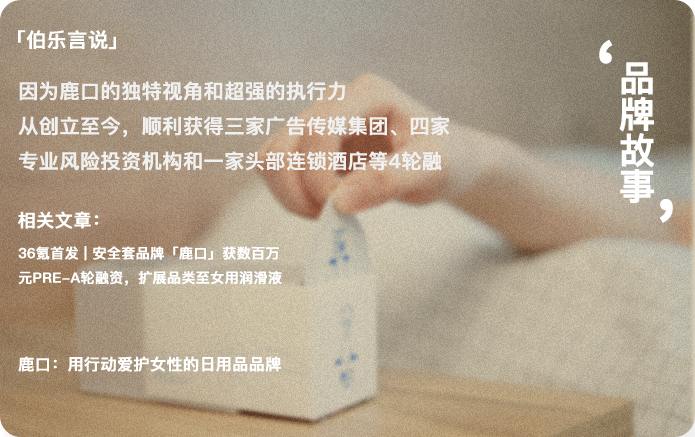 「伯乐言说」
因为鹿口的独特视角和超强的执行力
从创立至今，顺利获得三家广告传媒集团、四家
专业风险投资机构和一家头部连锁酒店等4轮融
相关文章：
36氪首发 | 安全套品牌「鹿口」获数百万
元PRE-A轮融资，扩展品类至女用润滑液
鹿口：用行动爱护女性的日用品品牌
‘品牌故事’